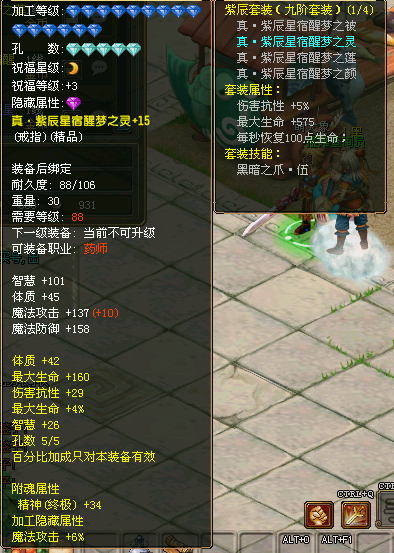 加工等级:
孔 数:
祝福星级:
祝福等级:+3
隐藏属性:
真·紫辰星宿醒梦之灵+15
(戒指)(精品)
装备后绑定
耐久度: 88/106
重量: 30
需要等级: 88
下一级装备: 当前不可升级
可装备职业: 药师
智慧 +101
体质 +45
魔法攻击 +137(+10)
魔法防御 +158
体质 +42
最大生命 +160
伤害抗性 +29
最大生命 +4%
智慧 +26
孔数 5/5
百分比加成只对本装备有效
附魂属性
精神(终极) +34
加工隐藏属性
魔法攻击 +6%
紫辰套装(九阶套装)(1/4)
真·紫辰星宿醒梦之被
真·紫辰星宿醒梦之灵
真·紫辰星宿醒梦之莲
真·紫辰星宿醒梦之颜
套装属性:
伤害抗性 +5%
最大生命 +575
每秒恢复100点生命;
套装技能:
黑暗之爪·伍
931
CTRL+Q
CTR
ALT+O
ALT+F1